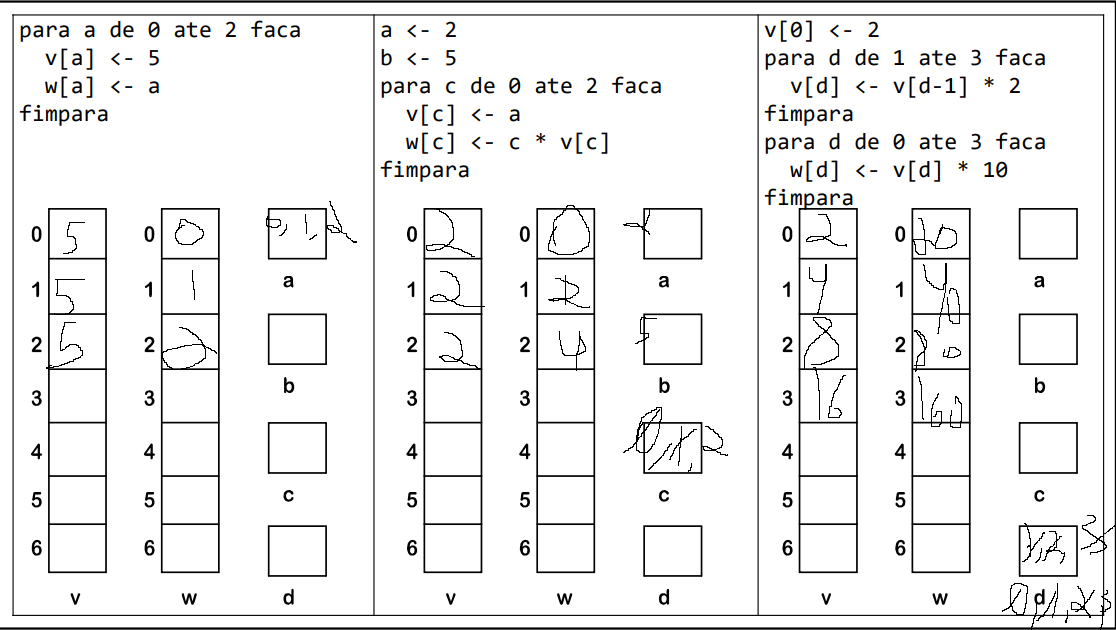 para a de 0 ate 2 faca
v[a] <- 5
w[a] <- a
fimpara
0 5 0 0 0, 1, 2
a
1 5 1 1
2 5 2 2
b
3 3
4 4
c
5 5
6 6
v w d
a <- 2
b <- 5
para c de 0 ate 2 faca
v[c] <- a
w[c] <- c * v[c]
fimpara
0 2 0 0 2
a
1 2 1 2
2 2 2 4 5
b
3 3
4 4 0, 1, 2
c
5 5
6 6
v w d
v[0] <- 2
para d de 1 ate 3 faca
v[d] <- v[d-1] * 2
fimpara
para d de 0 ate 3 faca
w[d] <- v[d] * 10
fimpara
0 2 0 20
a
1 4 1 40
2 8 2 80
b
3 16 3 160
4 4
c
5 5
6 6 1, 2, 3
v w d
0, 1, 2, 3